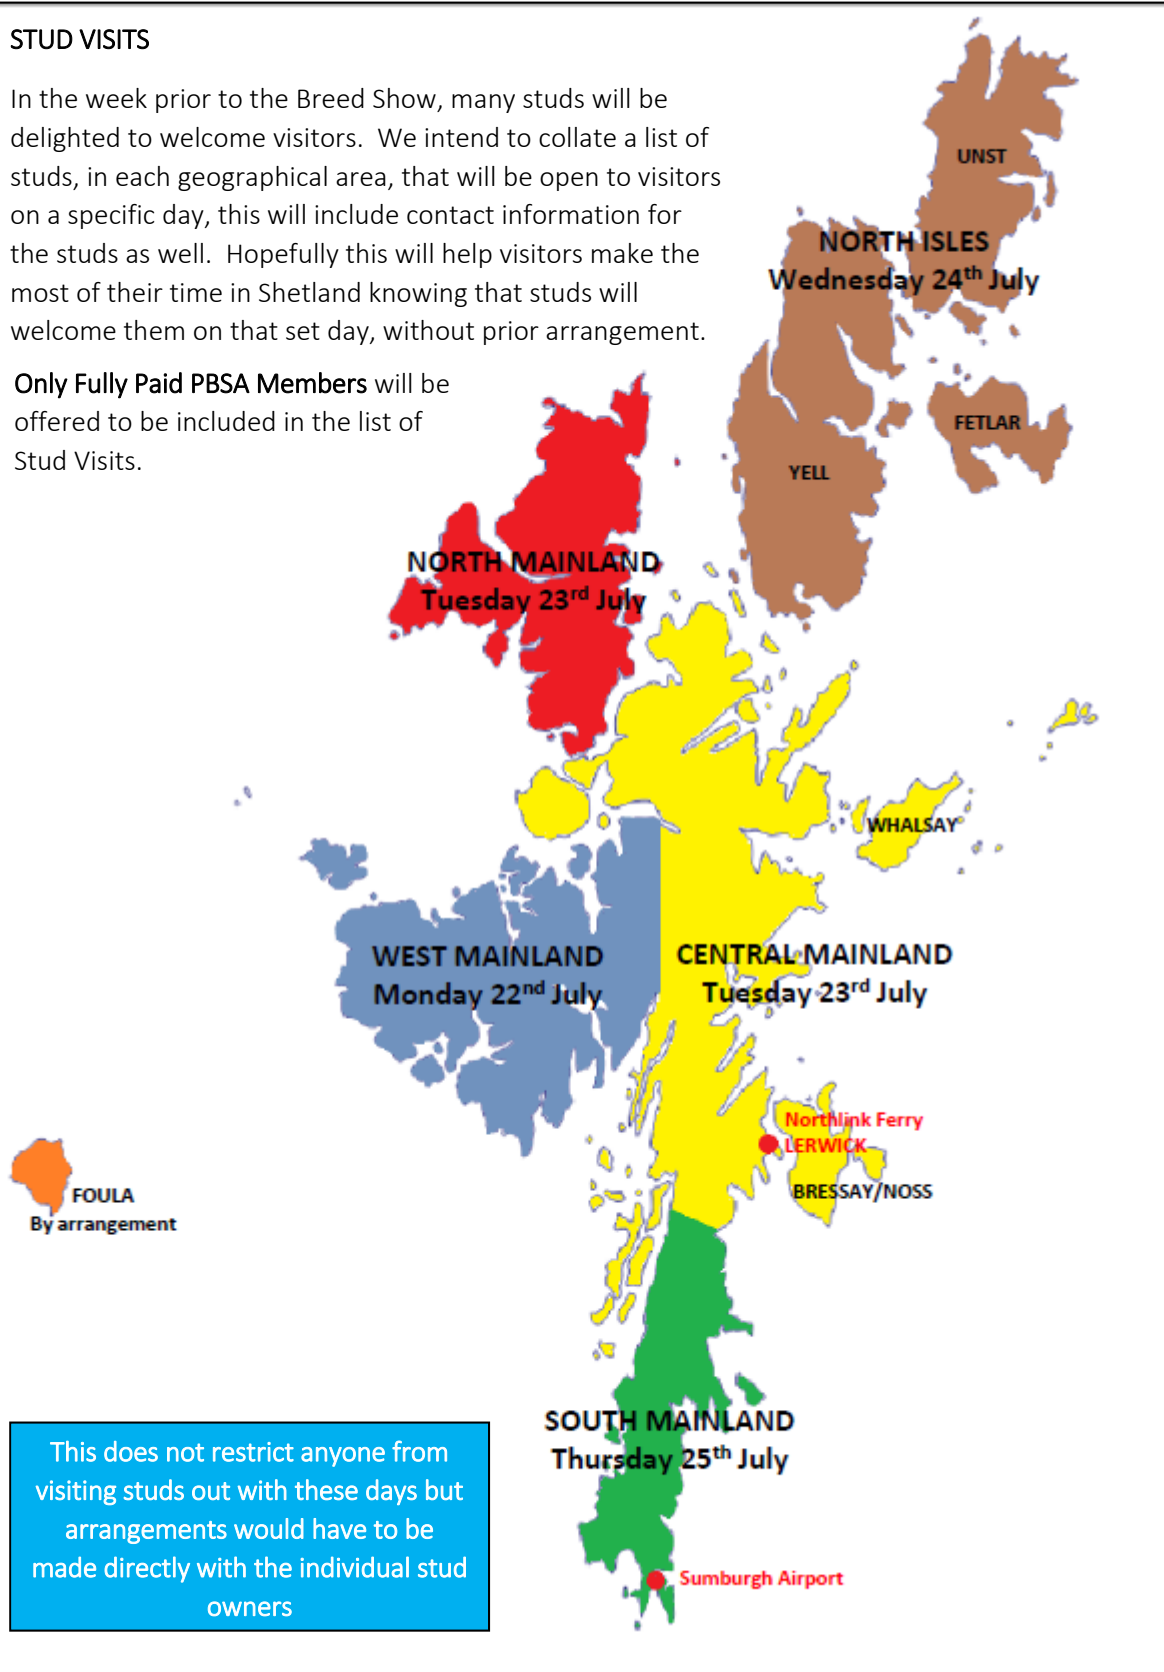 STUD VISITS
In the week prior to the Breed Show, many studs will be
delighted to welcome visitors.  We intend to collate a list of
studs, in each geographical area, that will be open to visitors
on a specific day, this will include contact information for
the studs as well.  Hopefully this will help visitors make the
most of their time in Shetland knowing that studs will
welcome them on that set day, without prior arrangement.
Only Fully Paid PBSA Members will be
offered to be included in the list of
Stud Visits.
UNST
NORTH ISLES
Wednesday 24th July
FETLAR
YELL
NORTH MAINLAND
Tuesday 23rd July
WHALSAY
WEST MAINLAND
Monday 22nd July
CENTRAL MAINLAND
Tuesday 23rd July
Northlink Ferry
LERWICK
BRESSAY/NOSS
FOULA
By arrangement
SOUTH MAINLAND
Thursday 25th July
Sumburgh Airport
This does not restrict anyone from
visiting studs out with these days but
arrangements would have to be
made directly with the individual stud
owners